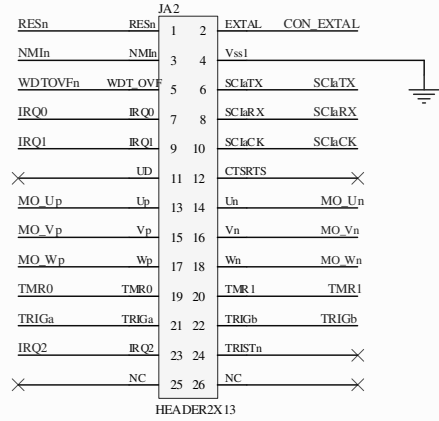 JA2
RESn RESn 1 2 EXTAL CON_EXTAL
NMIn NMIn 3 4 Vss1
WDTOVFn WDT_OVF 5 6 SCIaTX SCIaTX
IRQ0 IRQ0 7 8 SCIaRX SCIaRX
IRQ1 IRQ1 9 10 SCIaCK SCIaCK
UD 11 12 CTSRTS
MO_Up Up 13 14 Un MO_Un
MO_Vp Vp 15 16 Vn MO_Vn
MO_Wp Wp 17 18 Wn MO_Wn
TMR0 TMR0 19 20 TMR1 TMR1
TRIGa TRIGa 21 22 TRIGb TRIGb
IRQ2 IRQ2 23 24 TRISTn
NC 25 26 NC
HEADER2X13